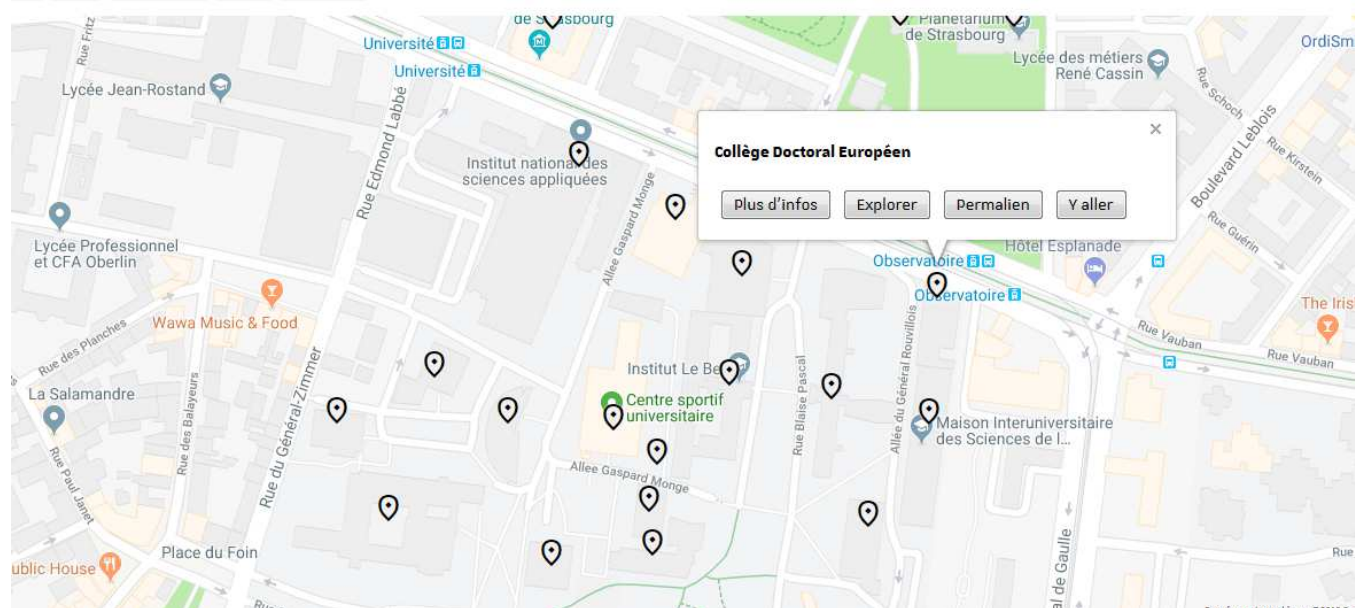 de Strasbourg
Planétarium
de Strasbourg
Université
Université
Lycée des métiers
René Cassin
OrdiSm
Rue Fritz
Lycée Jean-Rostand
Rue Edmond Labbé
Rue Schoch
Boulevard Leblois
Rue Kirstein
Collège Doctoral Européen
×
Plus d'infos
Explorer
Permalien
Y aller
Institut national des
sciences appliquées
Allee Gaspard Monge
Rue Guérin
Lycée Professionnel
et CFA Oberlin
Hôtel Esplanade
Observatoire
Observatoire
The Iris
Wawa Music & Food
Rue des Planches
Rue Vauban
Rue Vauban
Rue du Général-Zimmer
Institut Le Be
Allée du Général Rouvillois
Rue Blaise Pascal
La Salamandre
Rue des Balayeurs
Centre sportif
universitaire
Maison Interuniversitaire
des Sciences de l...
Allee Gaspard Monge
Rue Paul Janet
Place du Foin
ublic House
al de Gaulle
Rue